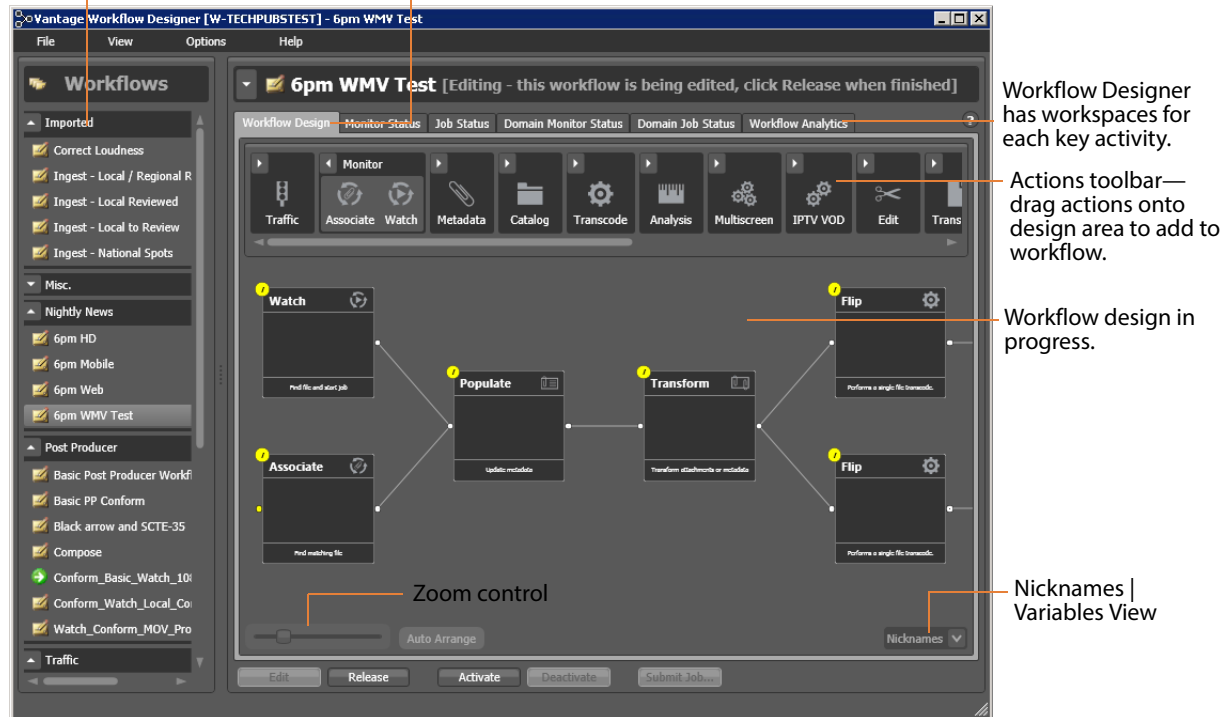 Vantage Workflow Designer [W-TECHPUBSTEST] - 6pm WMV Test
File View Options Help
Workflows
Imported
Correct Loudness
Ingest - Local / Regional R
Ingest - Local Reviewed
Ingest - Local to Review
Ingest - National Spots
Misc.
Nightly News
6pm HD
6pm Mobile
6pm Web
6pm WMV Test
Post Producer
Basic Post Producer Workfl
Basic PP Conform
Black arrow and SCTE-35
Compose
Conform_Basic_Watch_108
Conform_Watch_Local_Co
Watch_Conform_MOV_Pro
Traffic
6pm WMV Test [Editing - this workflow is being edited, click Release when finished]
Workflow Design Monitor Status Job Status Domain Monitor Status Domain Job Status Workflow Analytics ?
Monitor
Traffic Associate Watch Metadata Catalog Transcode Analysis Multiscreen IPTV VOD Edit Trans
Watch
Find file and start job
Associate
Find matching file
Populate
Update metadata
Transform
Transform attachments or metadata
Flip
Performs a single file transcode.
Flip
Performs a single file transcode.
Zoom control
Auto Arrange
Nicknames
Edit Release Activate Deactivate Submit Job...
Workflow Designer
has workspaces for
each key activity.
Actions toolbar—
drag actions onto
design area to add to
workflow.
Workflow design in
progress.
Nicknames |
Variables View